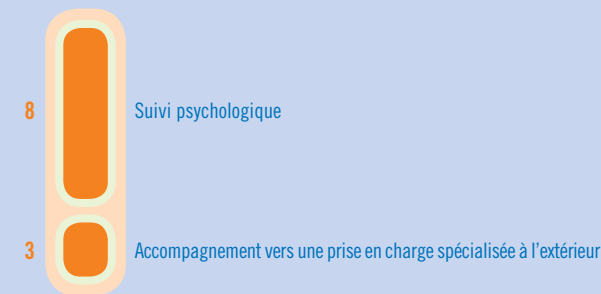 8 Suivi psychologique
3 Accompagnement vers une prise en charge spécialisée à l'extérieur